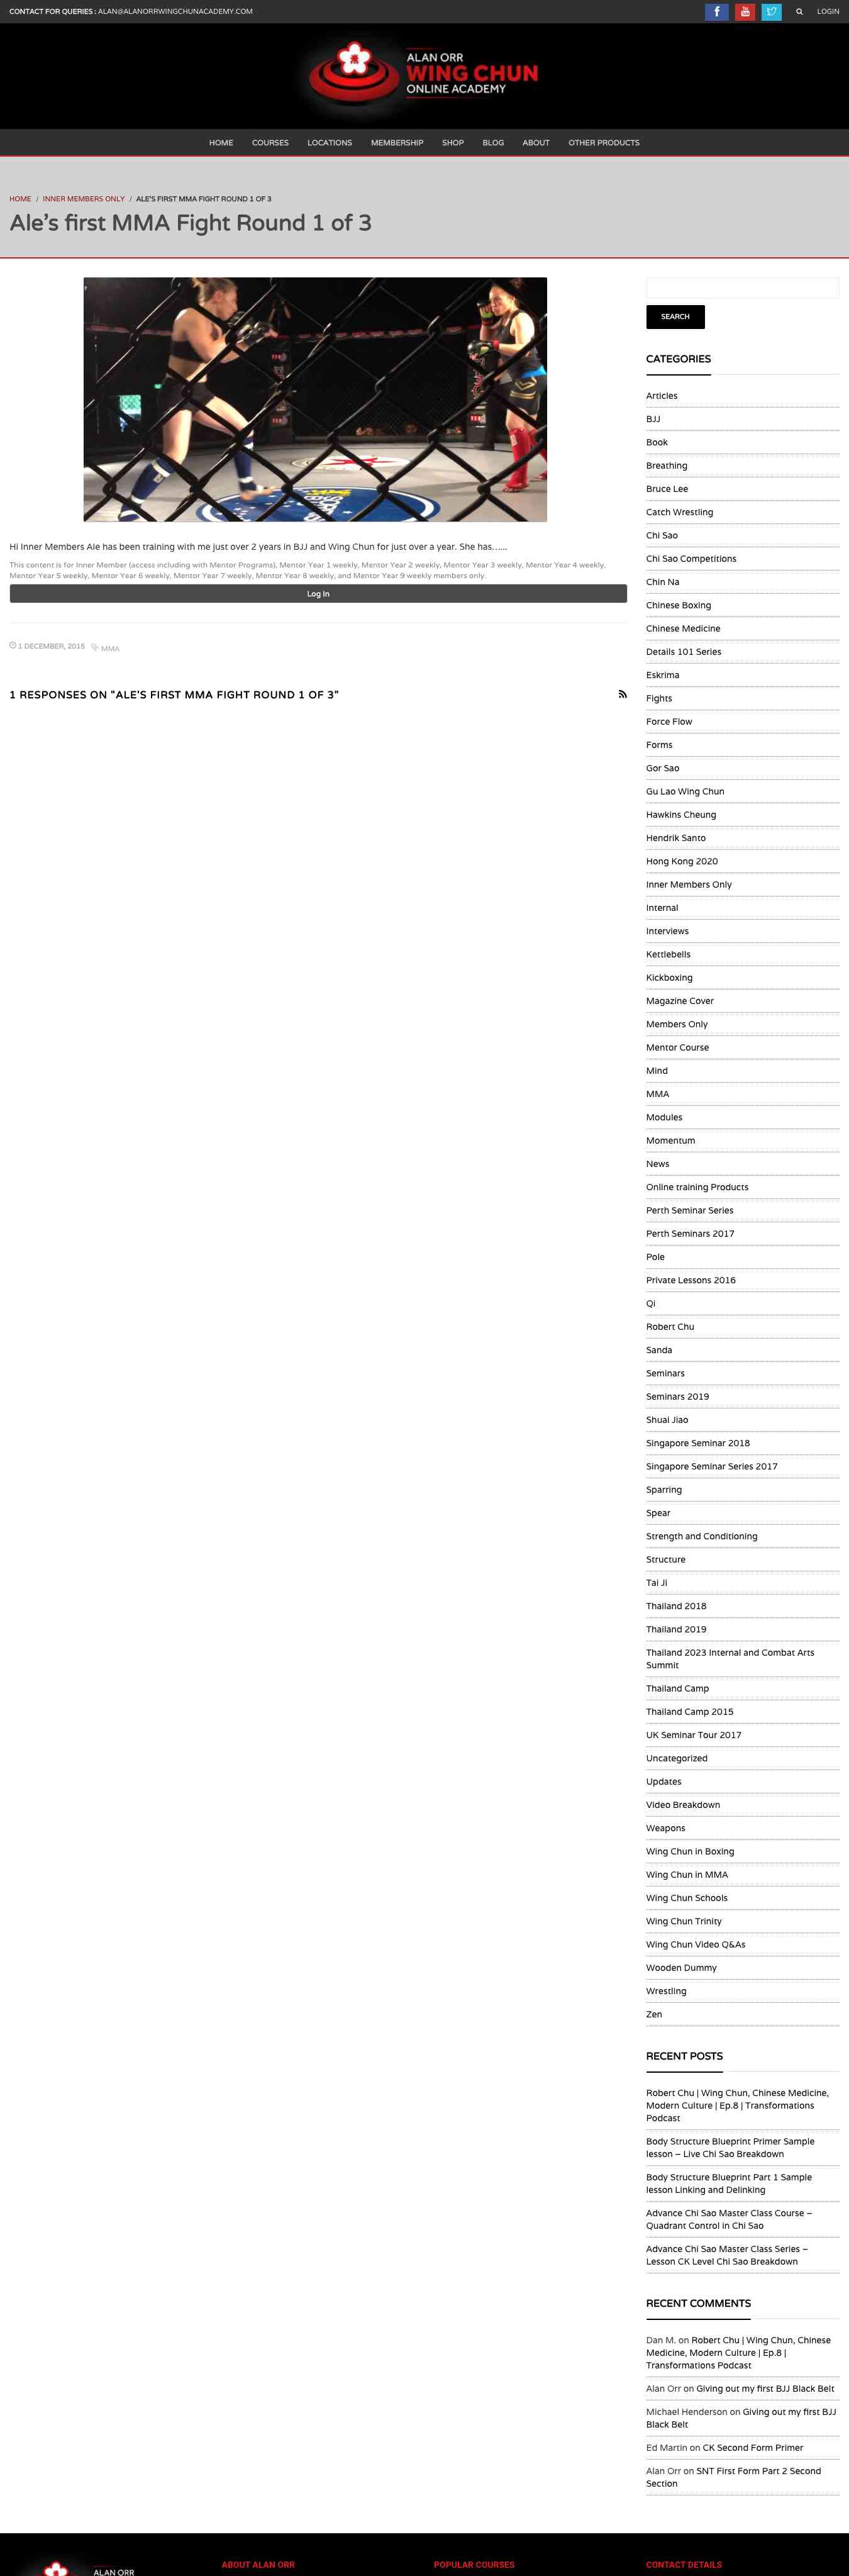 CONTACT FOR QUERIES : ALAN@ALANORRWINGCHUNACADEMY.COM
LOGIN
ALAN ORR
WING CHUN
ONLINE ACADEMY
HOME COURSES LOCATIONS MEMBERSHIP SHOP BLOG ABOUT OTHER PRODUCTS
HOME / INNER MEMBERS ONLY / ALE'S FIRST MMA FIGHT ROUND 1 OF 3
Ale's first MMA Fight Round 1 of 3
Hi Inner Members Ale has been training with me just over 2 years in BJJ and Wing Chun for just over a year. She has…...
This content is for Inner Member (access including with Mentor Programs), Mentor Year 1 weekly, Mentor Year 2 weekly, Mentor Year 3 weekly, Mentor Year 4 weekly,
Mentor Year 5 weekly, Mentor Year 6 weekly, Mentor Year 7 weekly, Mentor Year 8 weekly, and Mentor Year 9 weekly members only.
Log In
1 DECEMBER, 2015 MMA
1 RESPONSES ON "ALE'S FIRST MMA FIGHT ROUND 1 OF 3"
SEARCH
CATEGORIES
Articles
BJJ
Book
Breathing
Bruce Lee
Catch Wrestling
Chi Sao
Chi Sao Competitions
Chin Na
Chinese Boxing
Chinese Medicine
Details 101 Series
Eskrima
Fights
Force Flow
Forms
Gor Sao
Gu Lao Wing Chun
Hawkins Cheung
Hendrik Santo
Hong Kong 2020
Inner Members Only
Internal
Interviews
Kettlebells
Kickboxing
Magazine Cover
Members Only
Mentor Course
Mind
MMA
Modules
Momentum
News
Online training Products
Perth Seminar Series
Perth Seminars 2017
Pole
Private Lessons 2016
Qi
Robert Chu
Sanda
Seminars
Seminars 2019
Shuai Jiao
Singapore Seminar 2018
Singapore Seminar Series 2017
Sparring
Spear
Strength and Conditioning
Structure
Tai Ji
Thailand 2018
Thailand 2019
Thailand 2023 Internal and Combat Arts
Summit
Thailand Camp
Thailand Camp 2015
UK Seminar Tour 2017
Uncategorized
Updates
Video Breakdown
Weapons
Wing Chun in Boxing
Wing Chun in MMA
Wing Chun Schools
Wing Chun Trinity
Wing Chun Video Q&As
Wooden Dummy
Wrestling
Zen
RECENT POSTS
Robert Chu | Wing Chun, Chinese Medicine,
Modern Culture | Ep.8 | Transformations
Podcast
Body Structure Blueprint Primer Sample
lesson – Live Chi Sao Breakdown
Body Structure Blueprint Part 1 Sample
lesson Linking and Delinking
Advance Chi Sao Master Class Course –
Quadrant Control in Chi Sao
Advance Chi Sao Master Class Series –
Lesson CK Level Chi Sao Breakdown
RECENT COMMENTS
Dan M. on Robert Chu | Wing Chun, Chinese
Medicine, Modern Culture | Ep.8 |
Transformations Podcast
Alan Orr on Giving out my first BJJ Black Belt
Michael Henderson on Giving out my first BJJ
Black Belt
Ed Martin on CK Second Form Primer
Alan Orr on SNT First Form Part 2 Second
Section
ALAN ORR
ABOUT ALAN ORR
POPULAR COURSES
CONTACT DETAILS